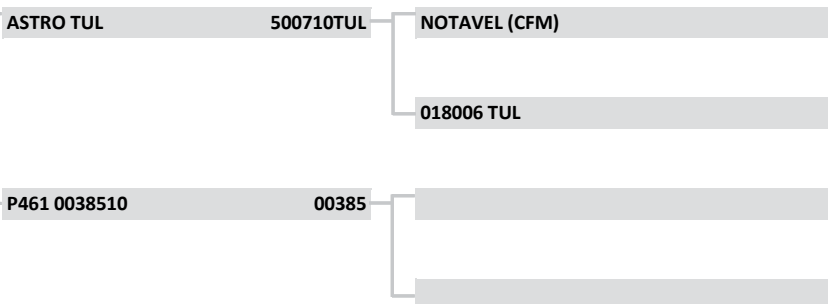 ASTRO TUL 500710TUL
NOTAVEL (CFM)
018006 TUL
P461 0038510 00385